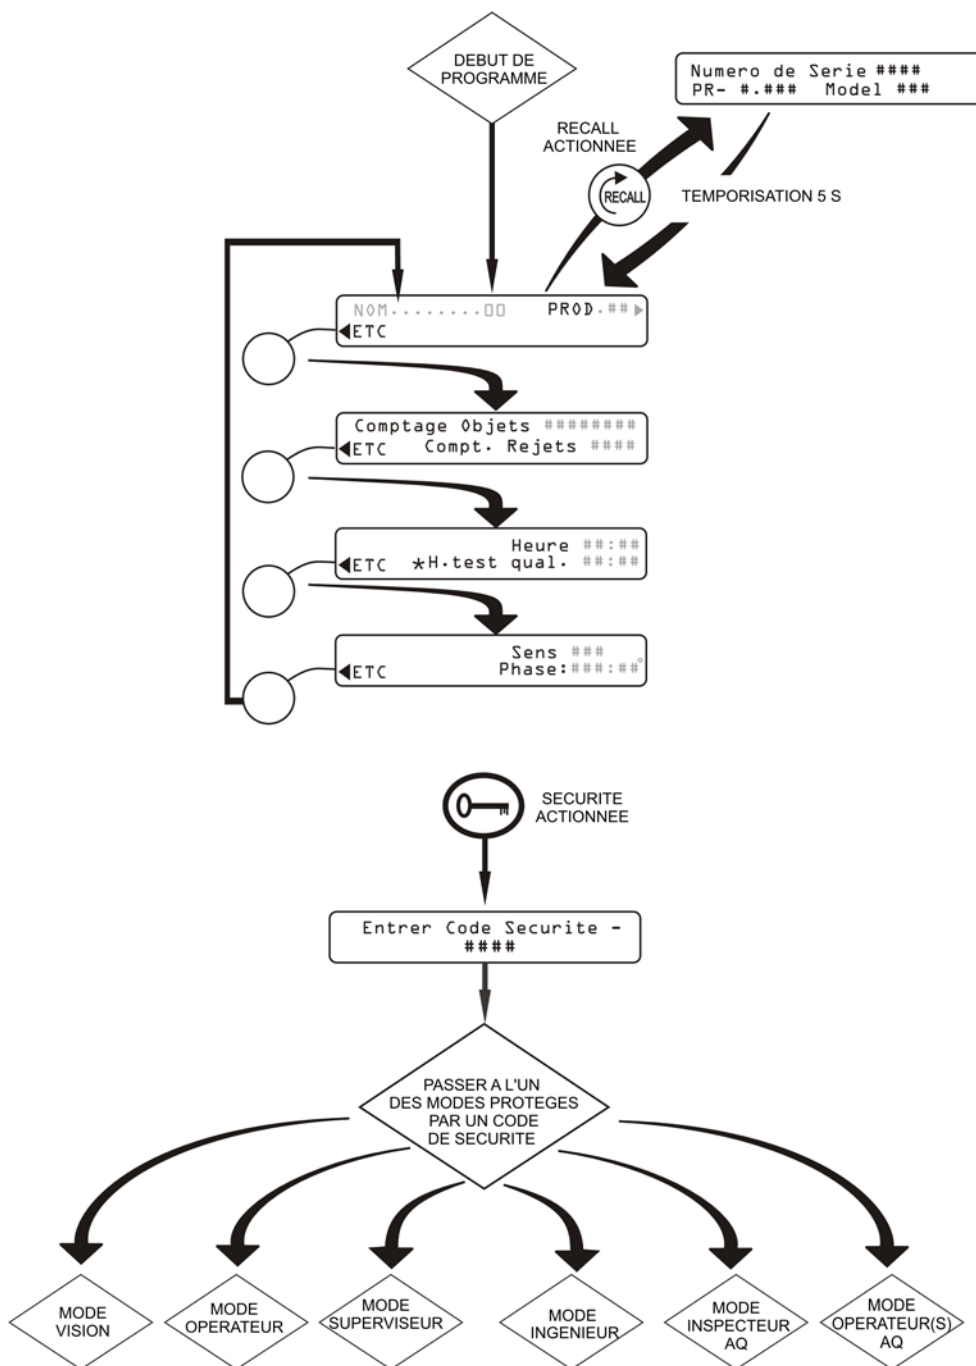 DEBUT DE
PROGRAMME
Numero de Serie ####
PR- #.### Model ###
RECALL
ACTIONNEE
RECALL
TEMPORISATION 5 S
NOM........00 PROD.##
ETC
Comptage Objets ########
ETC Compt. Rejets ####
Heure ##:##
ETC *H.test qual. ##:##
Sens ###
ETC Phase:###:##°
SECURITE
ACTIONNEE
Entrer Code Securite -
####
PASSER A L'UN
DES MODES PROTEGES
PAR UN CODE
DE SECURITE
MODE
VISION
MODE
OPERATEUR
MODE
SUPERVISEUR
MODE
INGENIEUR
MODE
INSPECTEUR
AQ
MODE
OPERATEUR(S)
AQ